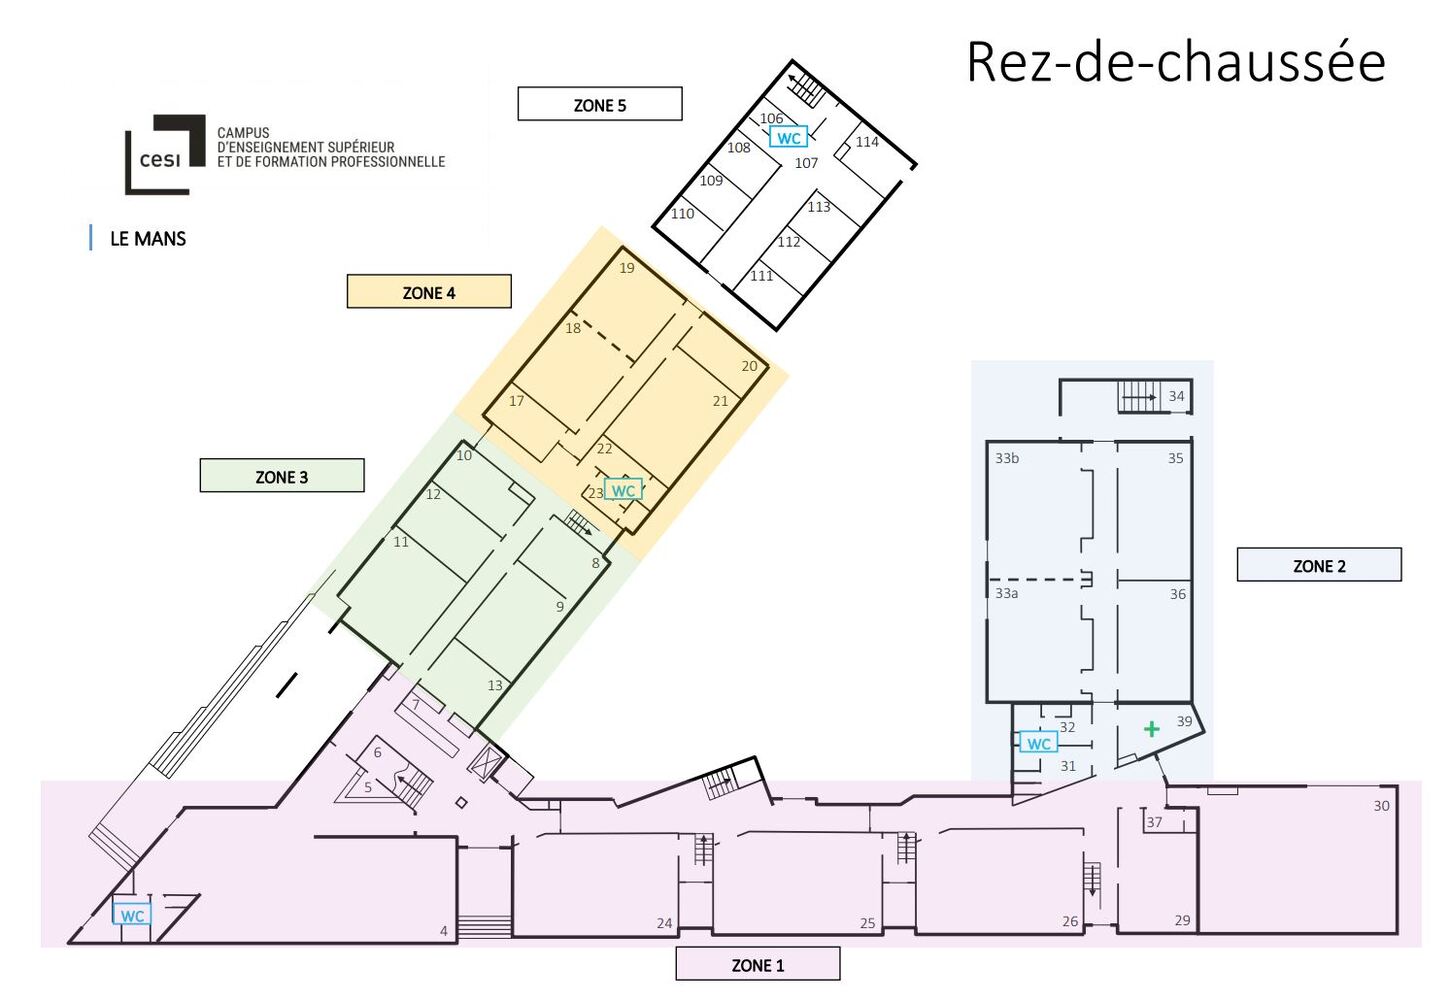 Rez-de-chaussée
cesi
CAMPUS
D'ENSEIGNEMENT SUPÉRIEUR
ET DE FORMATION PROFESSIONNELLE
LE MANS
ZONE 5
106
WC
114
108
107
109
113
110
112
111
ZONE 4
19
18
20
17
21
22
23
WC
ZONE 3
10
12
11
8
9
13
ZONE 2
34
33b
35
33a
36
39
32
WC
31
7
6
5
37
30
WC
4
24
25
26
29
ZONE 1